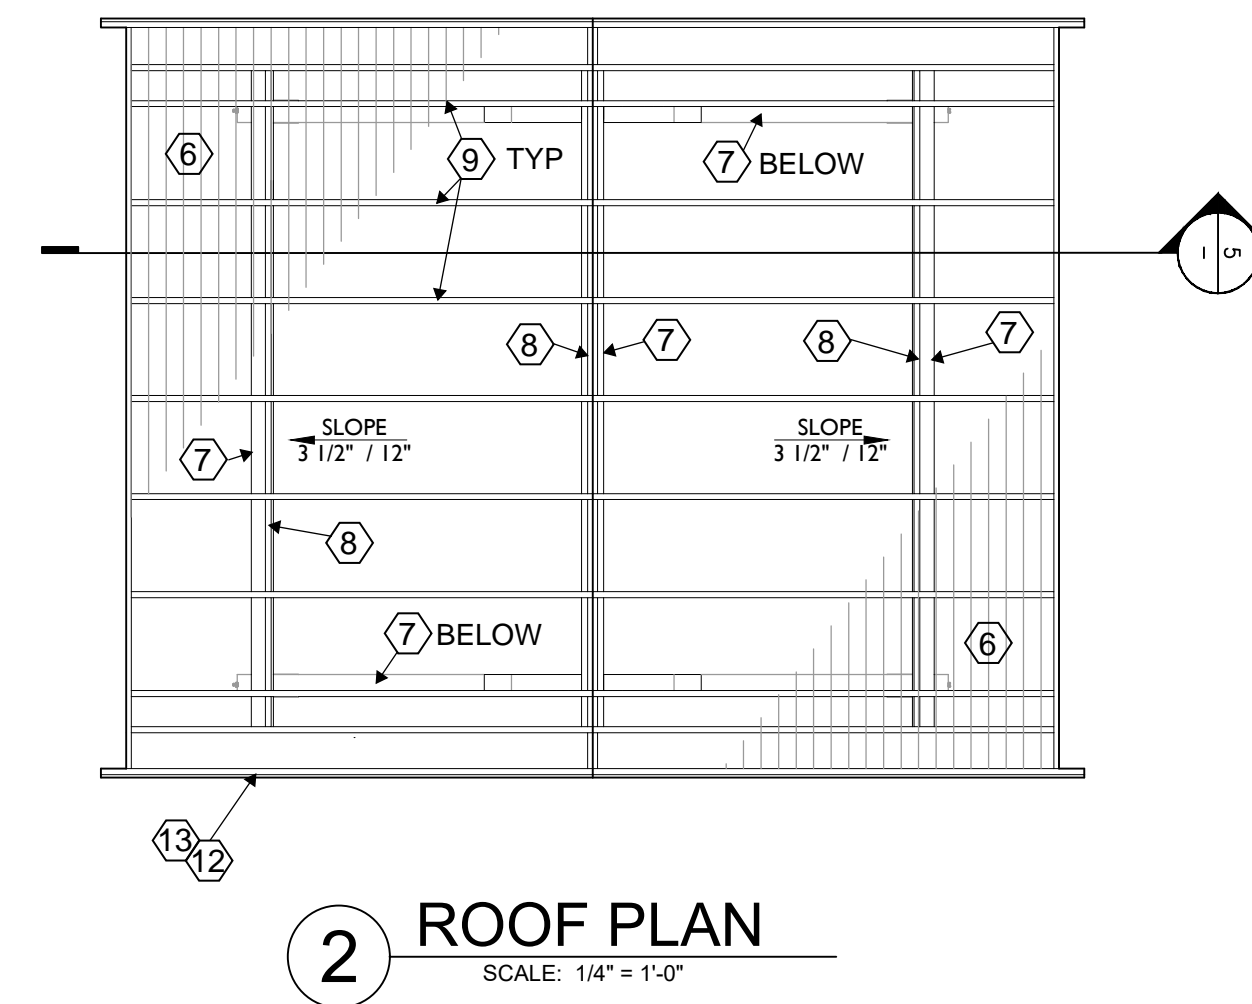 6
9 TYP
7 BELOW
5
–
8
7
8
7
SLOPE
3 1/2" / 12"
SLOPE
3 1/2" / 12"
7
8
7 BELOW
6
13
12
2 ROOF PLAN
SCALE: 1/4" = 1'-0"